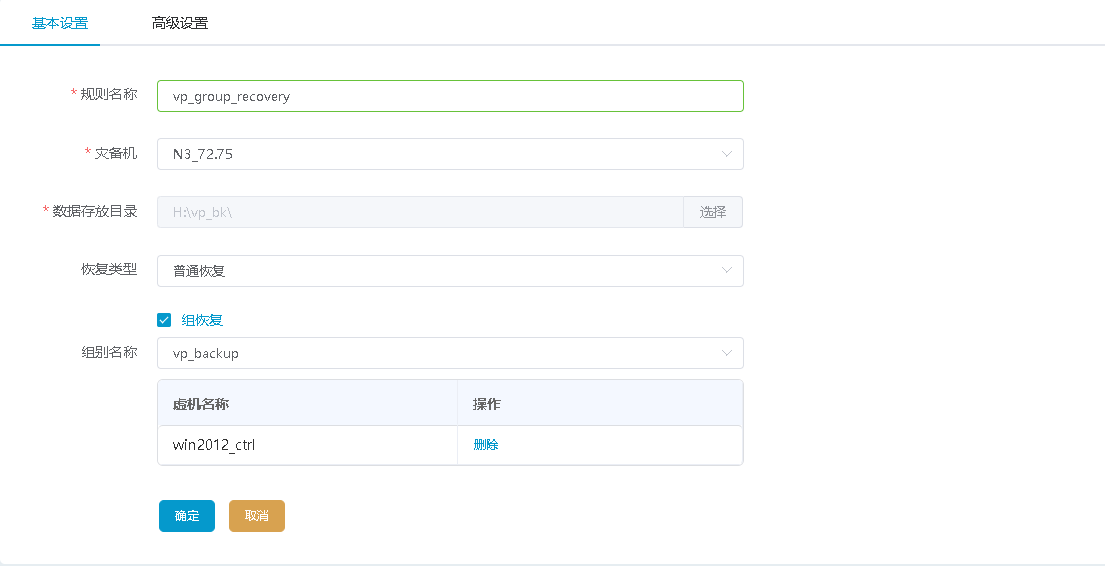 基本设置 高级设置
* 规则名称 vp_group_recovery
* 灾备机 N3_72.75
* 数据存放目录 H:\vp_bk\ 选择
恢复类型 普通恢复
组恢复
组别名称 vp_backup
虚机名称 操作
win2012_ctrl 删除
确定 取消